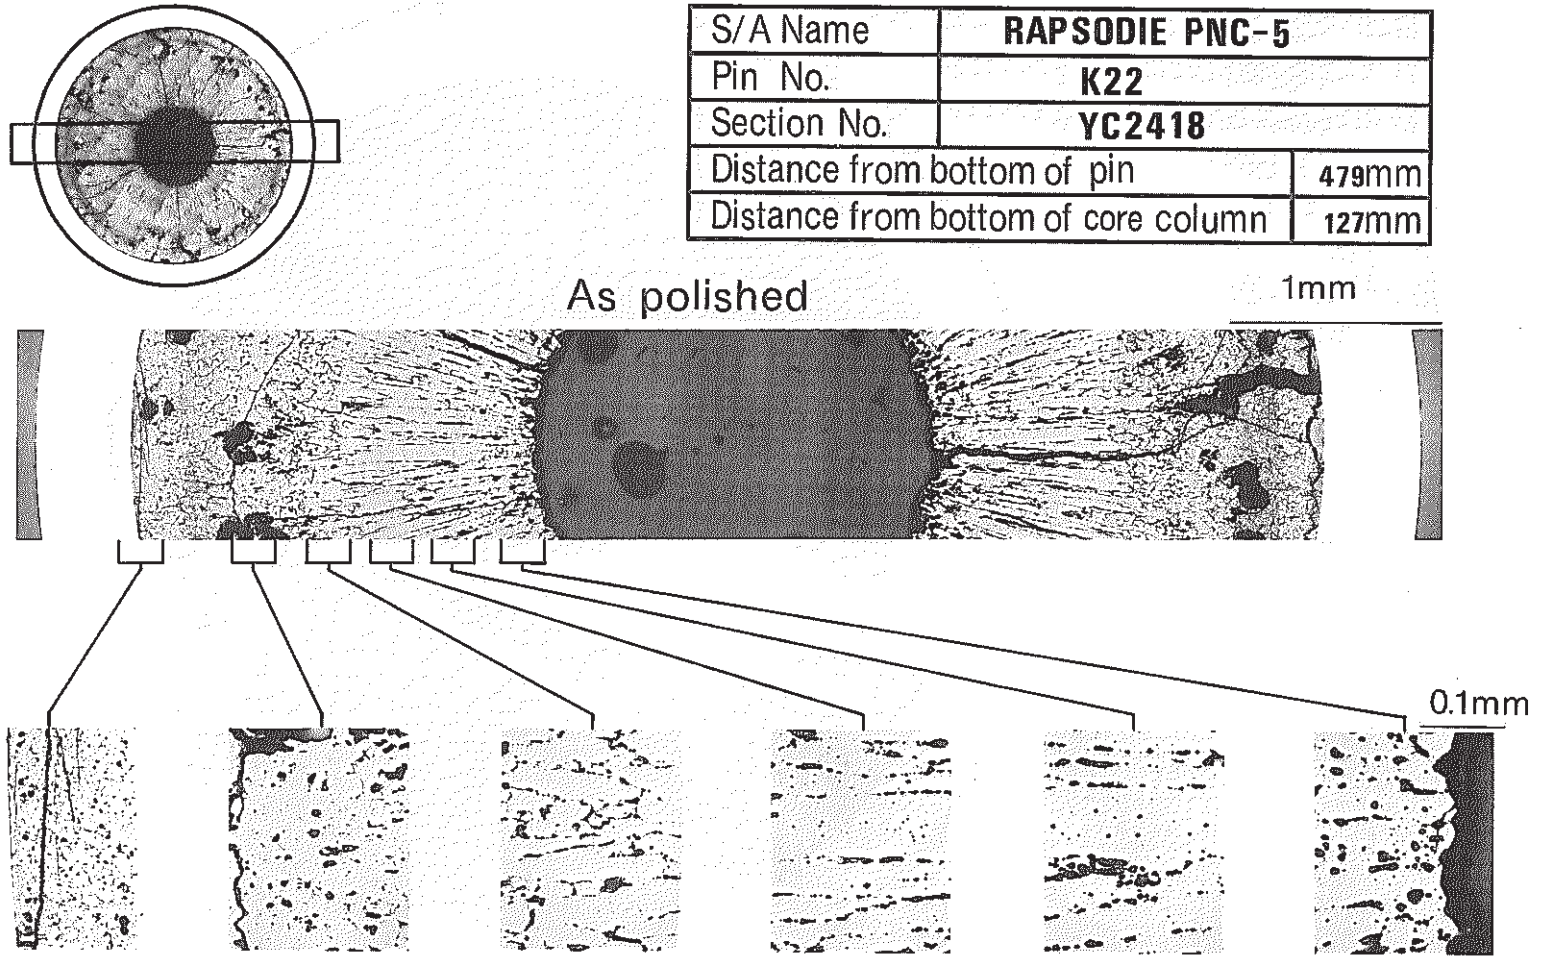 S/A Name RAPSODIE PNC-5
Pin No. K22
Section No. YC2418
Distance from bottom of pin 479mm
Distance from bottom of core column 127mm
As polished
1mm
0.1mm